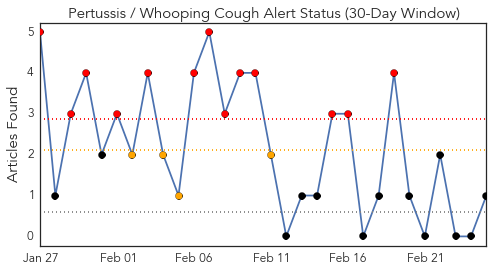 Pertussis / Whooping Cough Alert Status (30-Day Window)
Articles Found
5
4
3
2
1
0
Jan 27 Feb 01 Feb 06 Feb 11 Feb 16 Feb 21